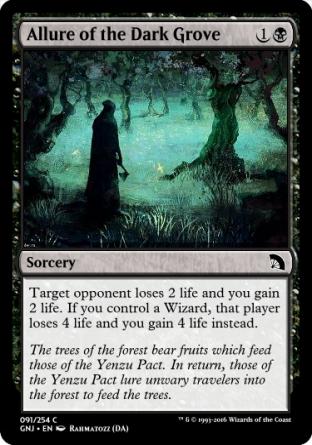 Allure of the Dark Grove 1
Sorcery
Target opponent loses 2 life and you gain
2 life. If you control a Wizard, that player
loses 4 life and you gain 4 life instead.
The trees of the forest bear fruits which feed
those of the Yenzu Pact. In return, those of
the Yenzu Pact lure unwary travelers into
the forest to feed the trees.
091/254 C
GNJ • EN Rahmatozz (DA)
™ & © 1993-2016 Wizards of the Coast